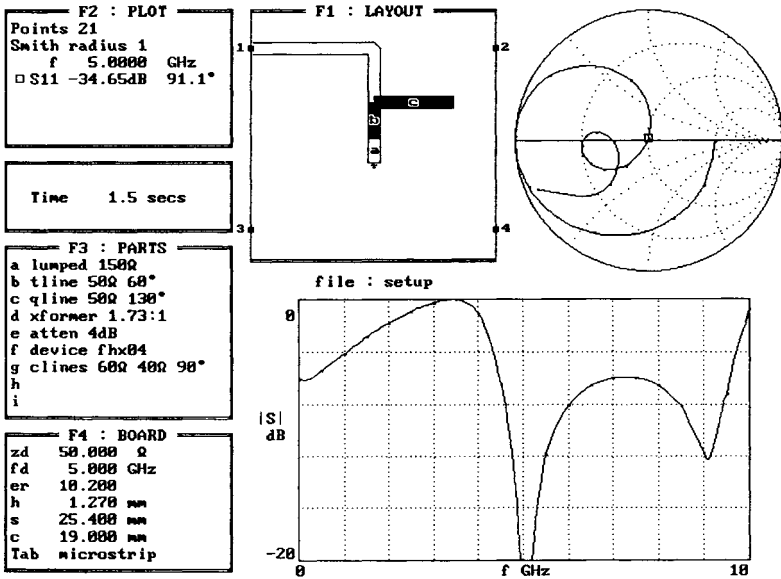 F2 : PLOT
Points 21
Smith radius 1
f 5.0000 GHz
□ S11 -34.65dB 91.1°
Time 1.5 secs
F3 : PARTS
a lumped 150Ω
b tline 50Ω 60°
c qline 50Ω 130°
d xformer 1.73:1
e atten 4dB
f device fhx04
g clines 60Ω 40Ω 90°
h
i
F4 : BOARD
zd 50.000 Ω
fd 5.000 GHz
er 10.200
h 1.270 mm
s 25.400 mm
c 19.000 mm
Tab microstrip
F1 : LAYOUT
1
2
c
b
a
3
4
file : setup
0
|S|
dB
-20
0
f GHz
10